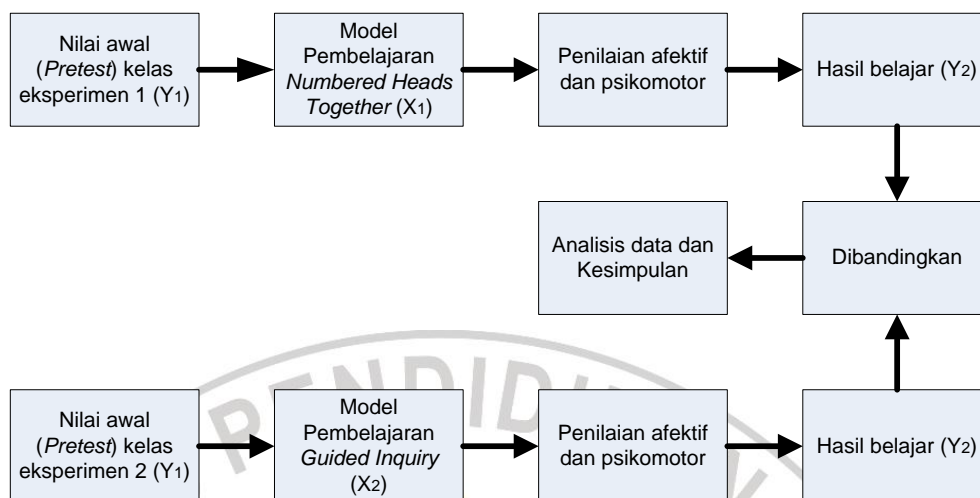 Nilai awal
(Pretest) kelas
eksperimen 1 (Y1)
Model
Pembelajaran
Numbered Heads
Together (X1)
Penilaian afektif
dan psikomotor
Hasil belajar (Y2)
Analisis data dan
Kesimpulan
Dibandingkan
Nilai awal
(Pretest) kelas
eksperimen 2 (Y1)
Model
Pembelajaran
Guided Inquiry
(X2)
Penilaian afektif
dan psikomotor
Hasil belajar (Y2)